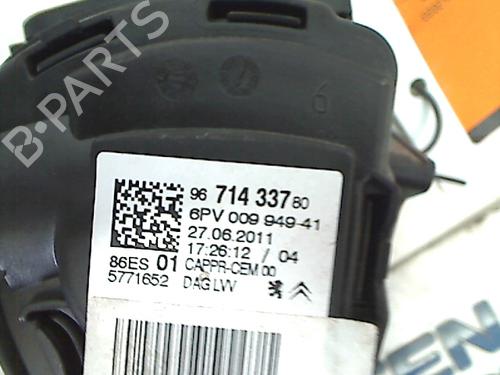 B-PARTS
6
96 714 337 80
6PV 009 949-41
27.06.2011
17:26:12 / 04
86ES 01 CAPPR-CEM 00
5771652 DAG LVV